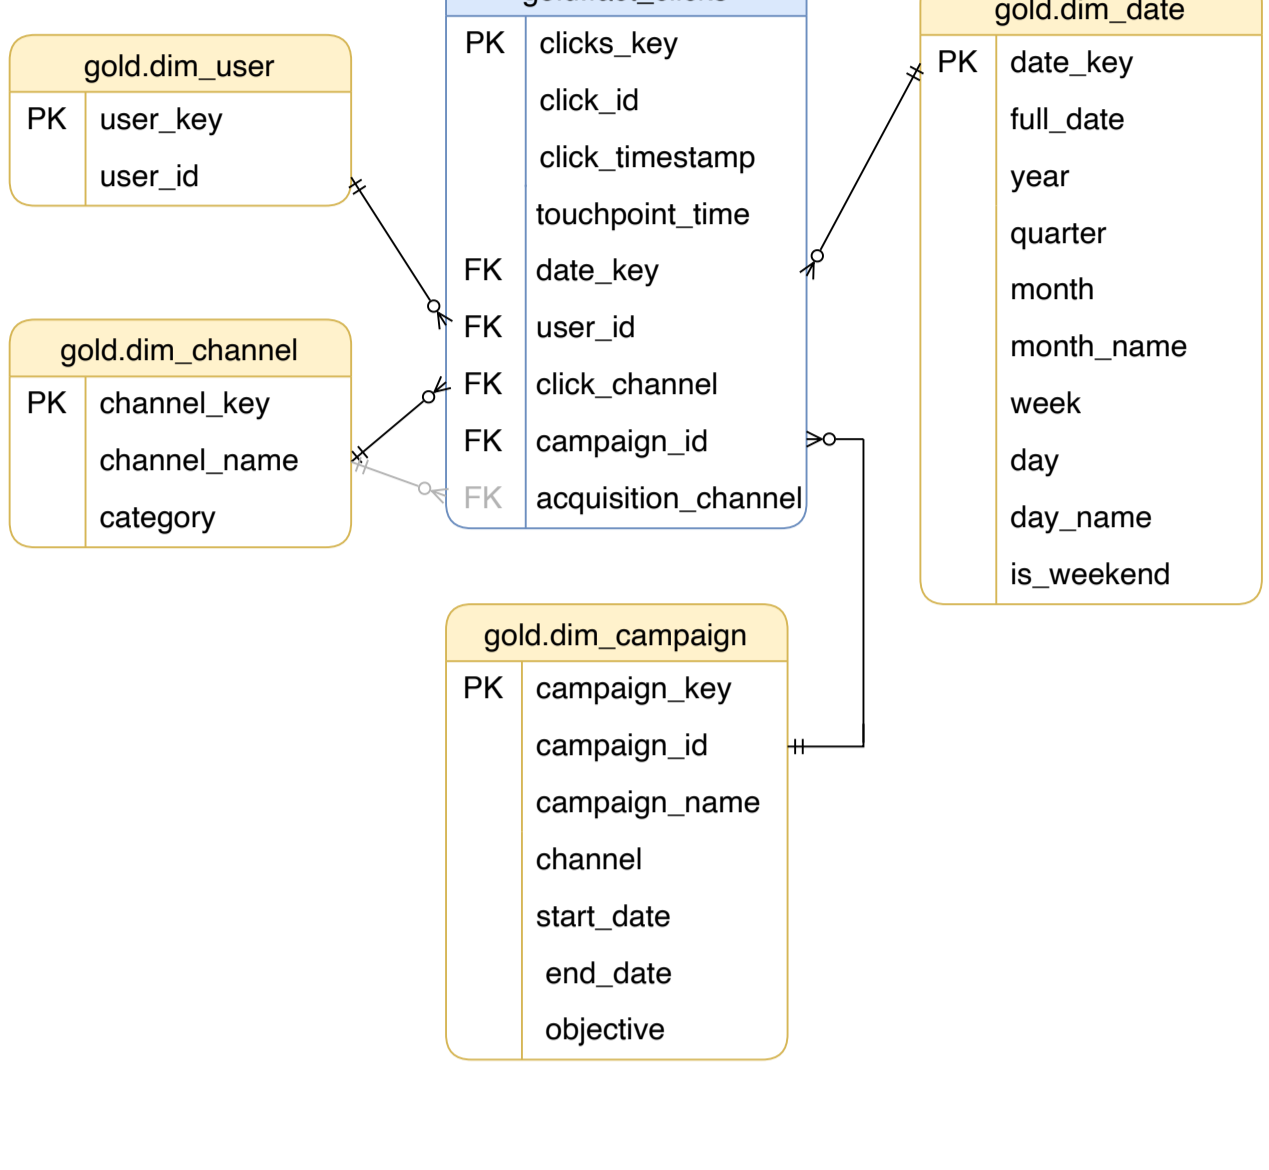 gold.dim_user
PK user_key
user_id
gold.dim_channel
PK channel_key
channel_name
category
gold.fact_clicks
PK clicks_key
click_id
click_timestamp
touchpoint_time
FK date_key
FK user_id
FK click_channel
FK campaign_id
FK acquisition_channel
gold.dim_date
PK date_key
full_date
year
quarter
month
month_name
week
day
day_name
is_weekend
gold.dim_campaign
PK campaign_key
campaign_id
campaign_name
channel
start_date
end_date
objective